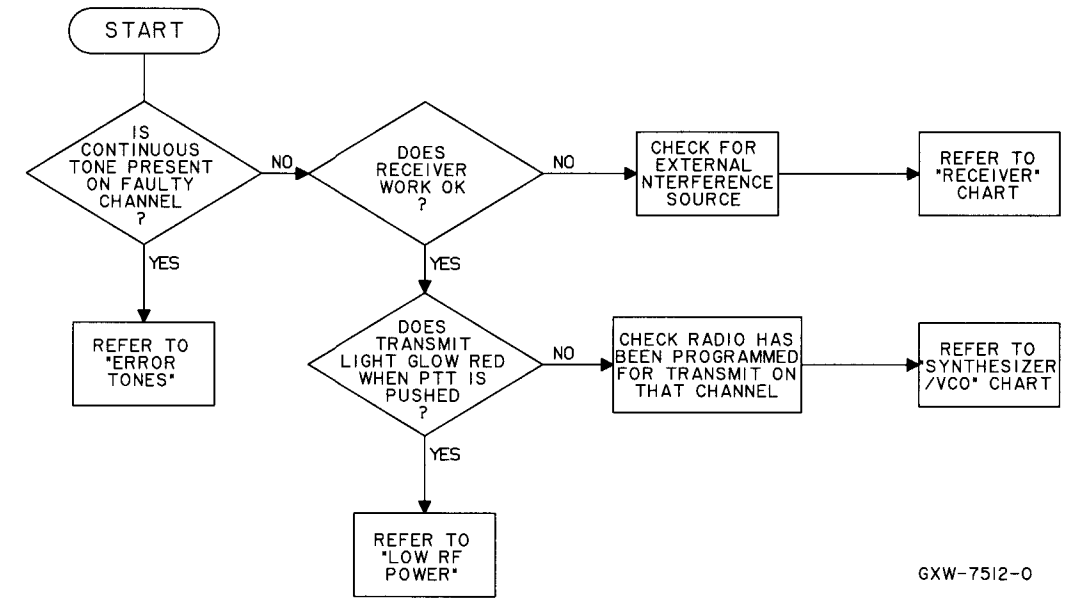 START
IS
CONTINUOUS
TONE PRESENT
ON FAULTY
CHANNEL
?
NO
YES
REFER TO
"ERROR
TONES"
DOES
RECEIVER
WORK OK
?
NO
YES
CHECK FOR
EXTERNAL
NTERFERENCE
SOURCE
REFER TO
"RECEIVER"
CHART
DOES
TRANSMIT
LIGHT GLOW RED
WHEN PTT IS
PUSHED
?
NO
YES
CHECK RADIO HAS
BEEN PROGRAMMED
FOR TRANSMIT ON
THAT CHANNEL
REFER TO
"SYNTHESIZER
/VCO" CHART
REFER TO
"LOW RF
POWER"
GXW-7512-0